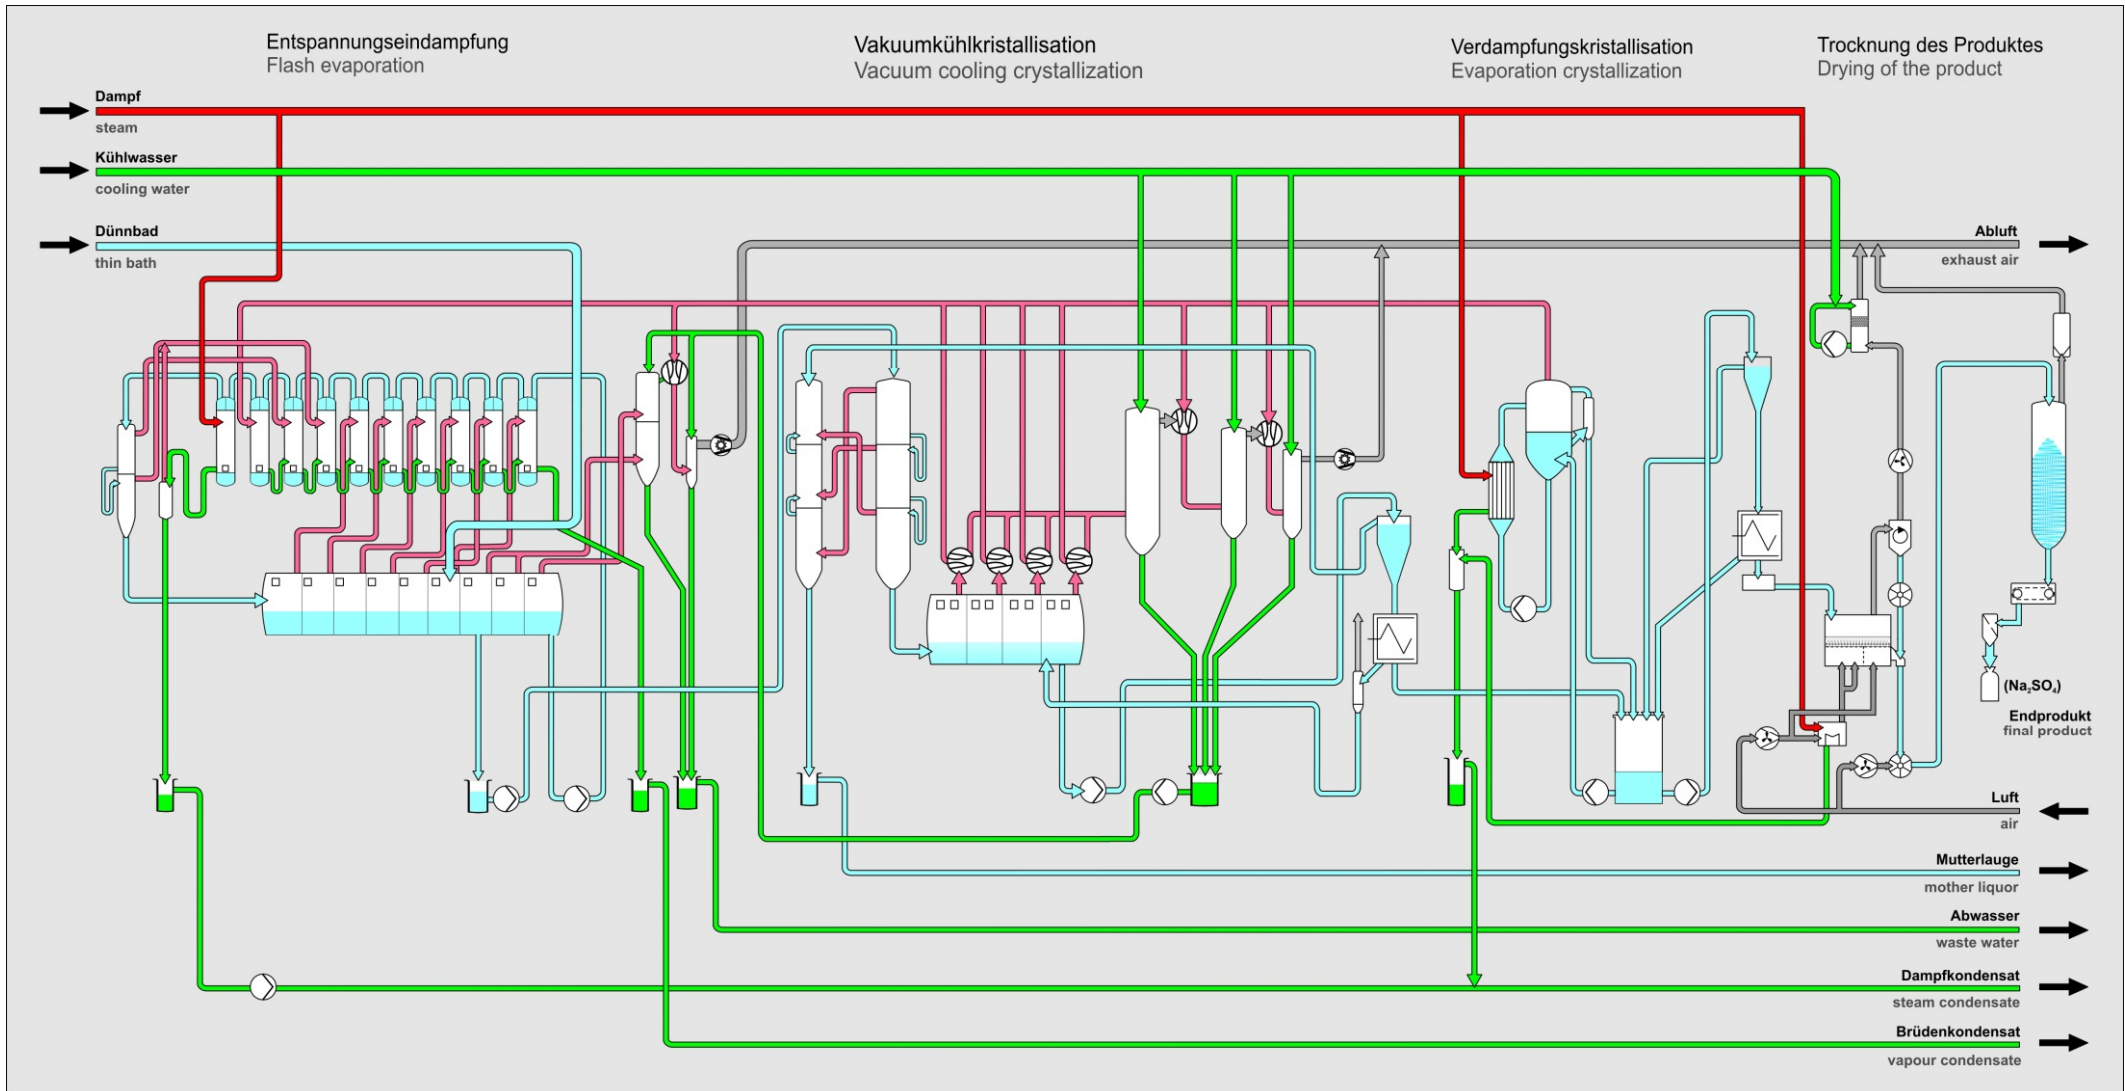 Entspannungseindampfung
Flash evaporation
Vakuumkühlkristallisation
Vacuum cooling crystallization
Verdampfungskristallisation
Evaporation crystallization
Trocknung des Produktes
Drying of the product
Dampf
steam
Kühlwasser
cooling water
Dünnbad
thin bath
Abluft
exhaust air
(Na₂SO₄)
Endprodukt
final product
Luft
air
Mutterlauge
mother liquor
Abwasser
waste water
Dampfkondensat
steam condensate
Brüdenkondensat
vapour condensate